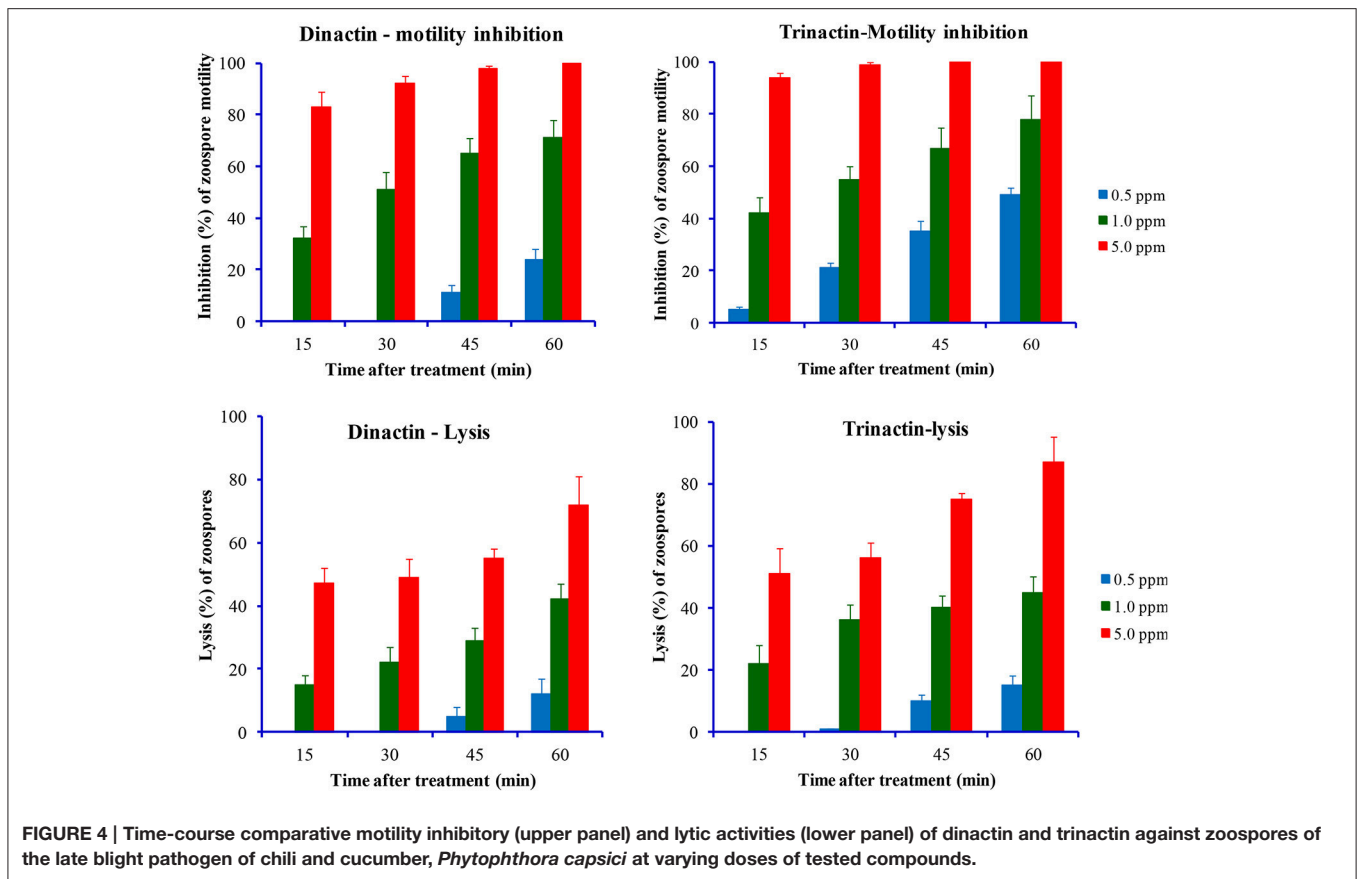 Dinactin - motility inhibition
Inhibition (%) of zoospore motility
100
80
60
40
20
0
15 30 45 60
Time after treatment (min)
Trinactin-Motility inhibition
Inhibition (%) of zoospore motility
100
80
60
40
20
0
15 30 45 60
Time after treatment (min)
0.5 ppm
1.0 ppm
5.0 ppm
Dinactin - Lysis
Lysis (%) of zoospores
100
80
60
40
20
0
15 30 45 60
Time after treatment (min)
Trinactin-lysis
Lysis (%) of zoospores
100
80
60
40
20
0
15 30 45 60
Time after treatment (min)
0.5 ppm
1.0 ppm
5.0 ppm
FIGURE 4 | Time-course comparative motility inhibitory (upper panel) and lytic activities (lower panel) of dinactin and trinactin against zoospores of
the late blight pathogen of chili and cucumber, Phytophthora capsici at varying doses of tested compounds.